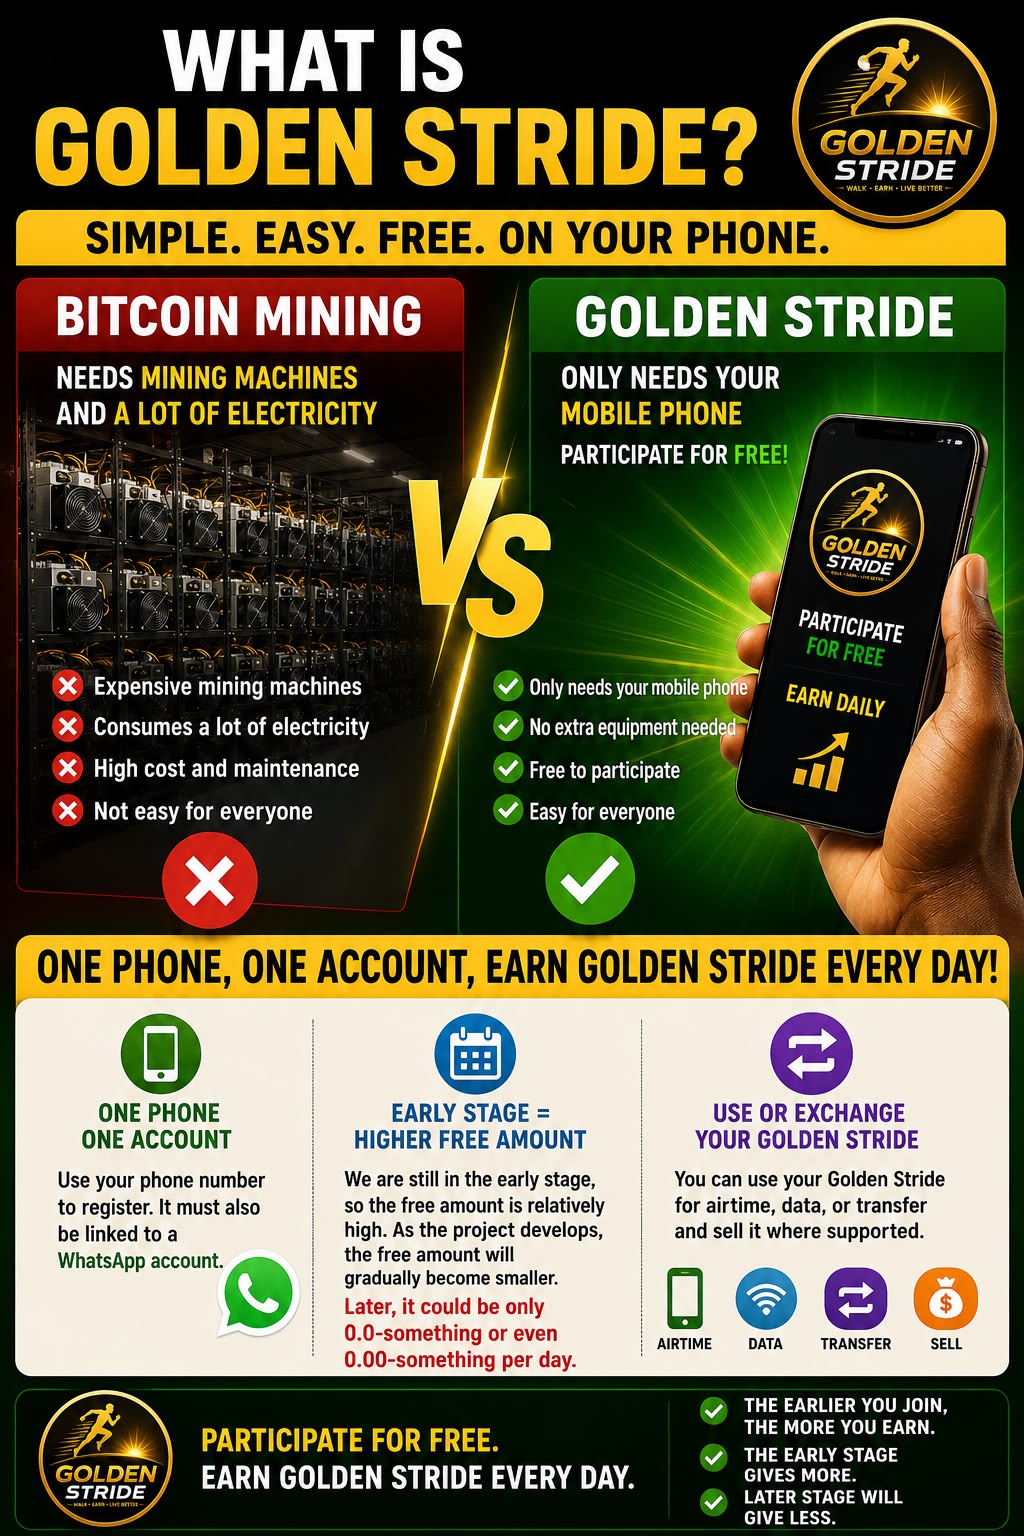 WHAT IS
GOLDEN STRIDE?
GOLDEN
STRIDE
WALK • EARN • LIVE BETTER
SIMPLE. EASY. FREE. ON YOUR PHONE.
BITCOIN MINING
NEEDS MINING MACHINES
AND A LOT OF ELECTRICITY
Expensive mining machines
Consumes a lot of electricity
High cost and maintenance
Not easy for everyone
VS
GOLDEN STRIDE
ONLY NEEDS YOUR
MOBILE PHONE
PARTICIPATE FOR FREE!
Only needs your mobile phone
No extra equipment needed
Free to participate
Easy for everyone
GOLDEN
STRIDE
PARTICIPATE
FOR FREE
EARN DAILY
ONE PHONE, ONE ACCOUNT, EARN GOLDEN STRIDE EVERY DAY!
ONE PHONE
ONE ACCOUNT
Use your phone number
to register. It must also
be linked to a
WhatsApp account.
EARLY STAGE =
HIGHER FREE AMOUNT
We are still in the early stage,
so the free amount is relatively
high. As the project develops,
the free amount will
gradually become smaller.
Later, it could be only
0.0-something or even
0.00-something per day.
USE OR EXCHANGE
YOUR GOLDEN STRIDE
You can use your Golden Stride
for airtime, data, or transfer
and sell it where supported.
$
AIRTIME
DATA
TRANSFER
SELL
GOLDEN
STRIDE
WALK • EARN • LIVE BETTER
PARTICIPATE FOR FREE.
EARN GOLDEN STRIDE EVERY DAY.
THE EARLIER YOU JOIN,
THE MORE YOU EARN.
THE EARLY STAGE
GIVES MORE.
LATER STAGE WILL
GIVE LESS.